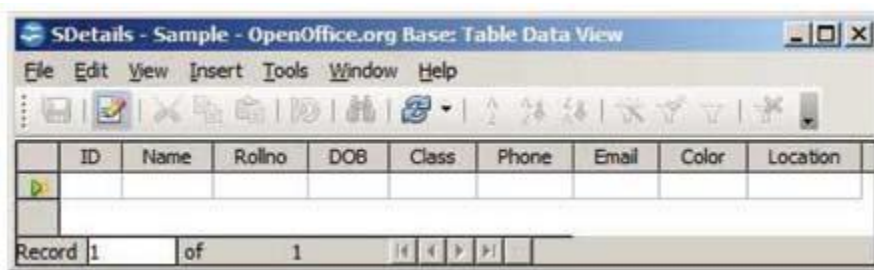 SDetails - Sample - OpenOffice.org Base: Table Data View
File Edit View Insert Tools Window Help
ID Name Rollno DOB Class Phone Email Color Location
Record 1 of 1